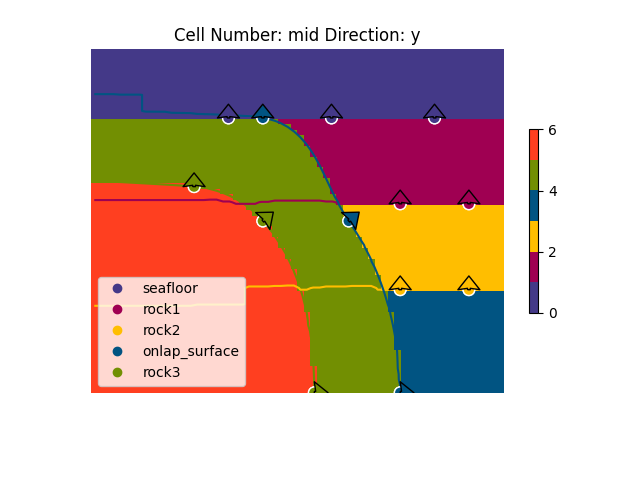 Cell Number: mid Direction: y
6
4
2
0
seafloor
rock1
rock2
onlap_surface
rock3